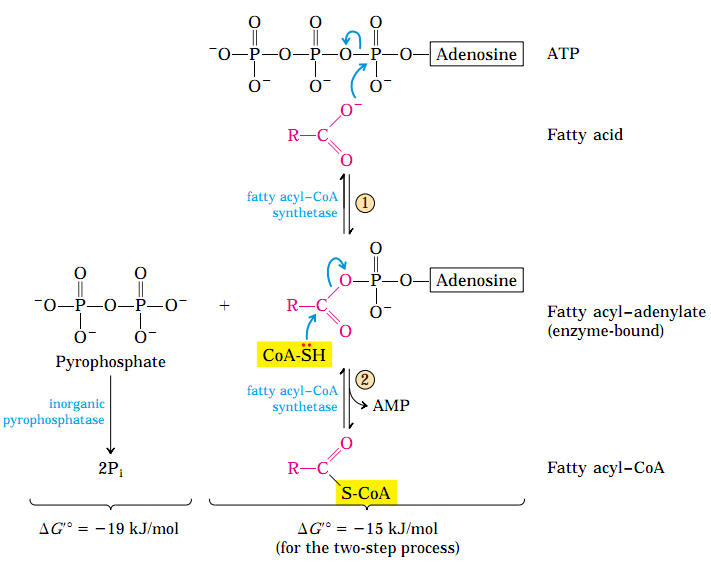 O O O
⁻O—P—O—P—O—P—O—Adenosine ATP
O⁻ O⁻ O⁻
O⁻
R—C Fatty acid
O
fatty acyl–CoA
synthetase
1
O
O O O—P—O—Adenosine
⁻O—P—O—P—O⁻ + R—C O⁻ Fatty acyl–adenylate
O⁻ O⁻ O (enzyme-bound)
Pyrophosphate CoA-SH
2
inorganic
pyrophosphatase
fatty acyl–CoA
synthetase
AMP
O
2Pᵢ R—C Fatty acyl–CoA
S-CoA
ΔG′° = −19 kJ/mol ΔG′° = −15 kJ/mol
(for the two-step process)